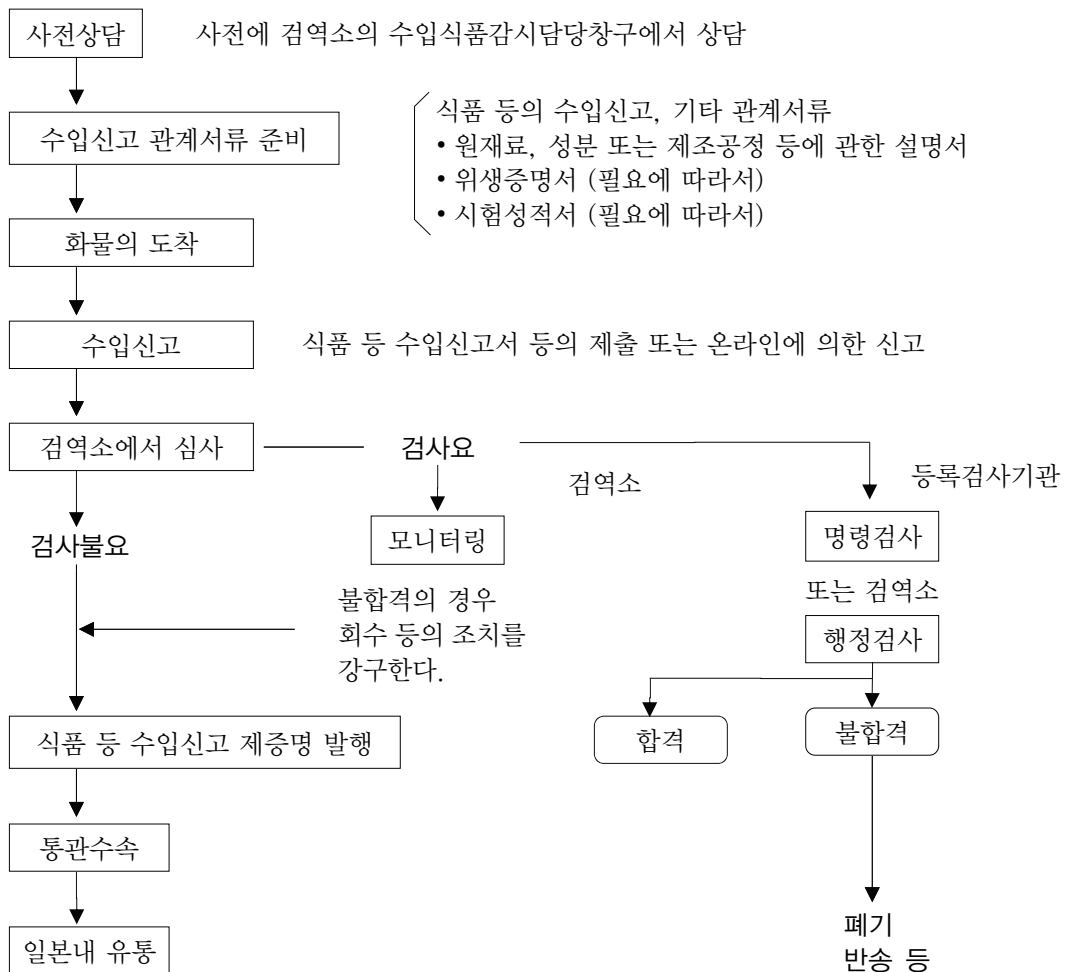 사전상담
사전에 검역소의 수입식품감시담당창구에서 상담
수입신고 관계서류 준비
식품 등의 수입신고, 기타 관계서류
• 원재료, 성분 또는 제조공정 등에 관한 설명서
• 위생증명서 (필요에 따라서)
• 시험성적서 (필요에 따라서)
화물의 도착
수입신고
식품 등 수입신고서 등의 제출 또는 온라인에 의한 신고
검역소에서 심사
검사요
검역소
등록검사기관
모니터링
명령검사
검사불요
또는 검역소
불합격의 경우
회수 등의 조치를
강구한다.
행정검사
합격
불합격
식품 등 수입신고 제증명 발행
통관수속
일본내 유통
폐기
반송 등